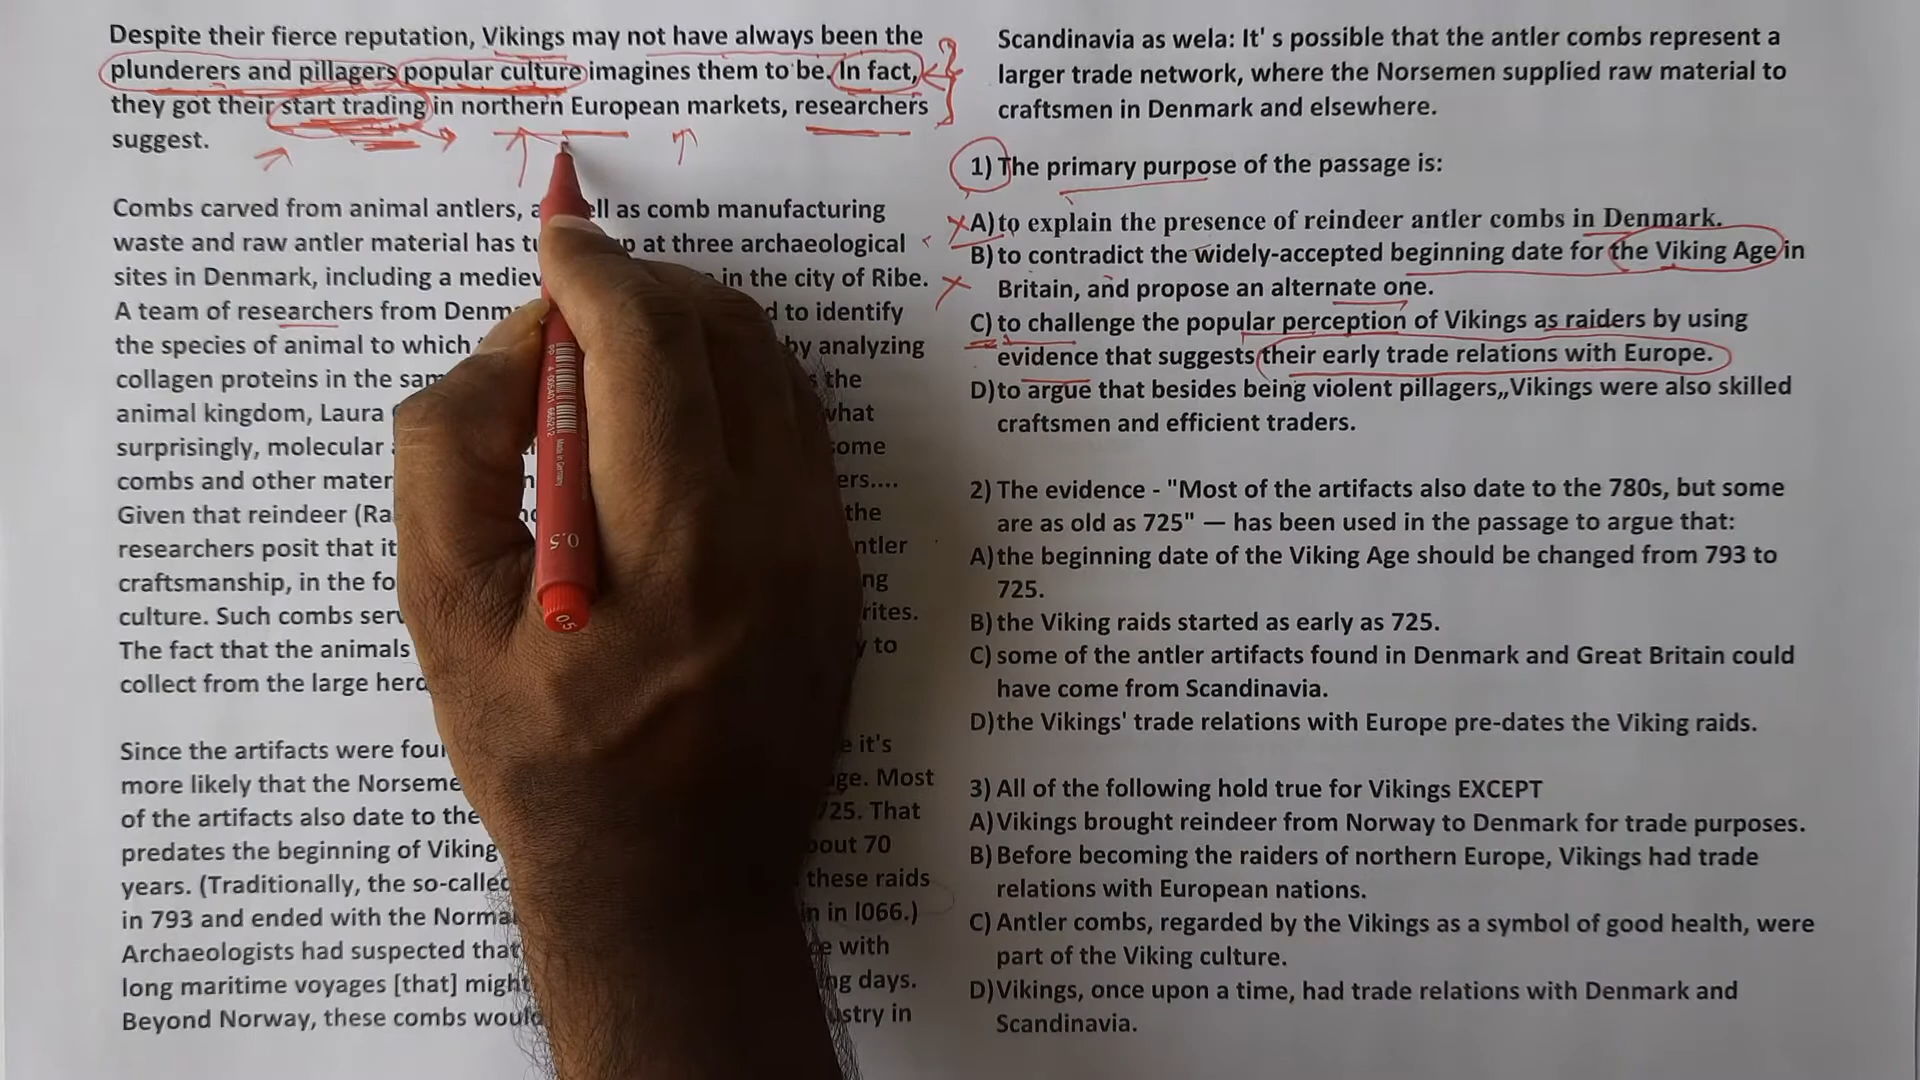 Despite their fierce reputation, Vikings may not have always been the
plunderers and pillagers popular culture imagines them to be. In fact,
they got their start trading in northern European markets, researchers
suggest.
Combs carved from animal antlers, a ell as comb manufacturing
waste and raw antler material has tu p at three archaeological
sites in Denmark, including a mediev in the city of Ribe.
A team of researchers from Denm d to identify
the species of animal to which by analyzing
collagen proteins in the sam s the
animal kingdom, Laura what
surprisingly, molecular some
combs and other mater ers....
Given that reindeer (Ra the
researchers posit that it ntler
craftsmanship, in the fo ng
culture. Such combs serv rites.
The fact that the animals y to
collect from the large herd
Since the artifacts were four e it's
more likely that the Norseme ge. Most
of the artifacts also date to the 725. That
predates the beginning of Viking bout 70
years. (Traditionally, the so-called these raids
in 793 and ended with the Norma n in l066.)
Archaeologists had suspected that e with
long maritime voyages [that] might ng days.
Beyond Norway, these combs would stry in
Scandinavia as wela: It' s possible that the antler combs represent a
larger trade network, where the Norsemen supplied raw material to
craftsmen in Denmark and elsewhere.
1) The primary purpose of the passage is:
A) to explain the presence of reindeer antler combs in Denmark.
B) to contradict the widely-accepted beginning date for the Viking Age in
Britain, and propose an alternate one.
C) to challenge the popular perception of Vikings as raiders by using
evidence that suggests their early trade relations with Europe.
D) to argue that besides being violent pillagers,,Vikings were also skilled
craftsmen and efficient traders.
2) The evidence - "Most of the artifacts also date to the 780s, but some
are as old as 725" — has been used in the passage to argue that:
A) the beginning date of the Viking Age should be changed from 793 to
725.
B) the Viking raids started as early as 725.
C) some of the antler artifacts found in Denmark and Great Britain could
have come from Scandinavia.
D) the Vikings' trade relations with Europe pre-dates the Viking raids.
3) All of the following hold true for Vikings EXCEPT
A) Vikings brought reindeer from Norway to Denmark for trade purposes.
B) Before becoming the raiders of northern Europe, Vikings had trade
relations with European nations.
C) Antler combs, regarded by the Vikings as a symbol of good health, were
part of the Viking culture.
D) Vikings, once upon a time, had trade relations with Denmark and
Scandinavia.
Made in Germany
0.5
05